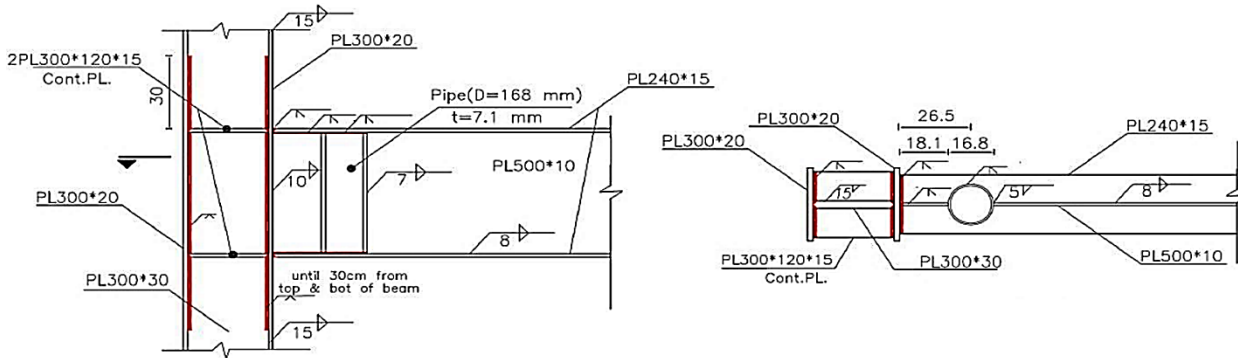 15
PL300*20
2PL300*120*15
Cont.PL.
30
Pipe(D=168 mm)
t=7.1 mm
PL240*15
10
7
PL500*10
PL300*20
8
PL300*30
until 30cm from
top & bot of beam
15
PL300*20
PL300*20
26.5
18.1
16.8
PL240*15
15
5
8
PL300*120*15
Cont.PL.
PL300*30
PL500*10